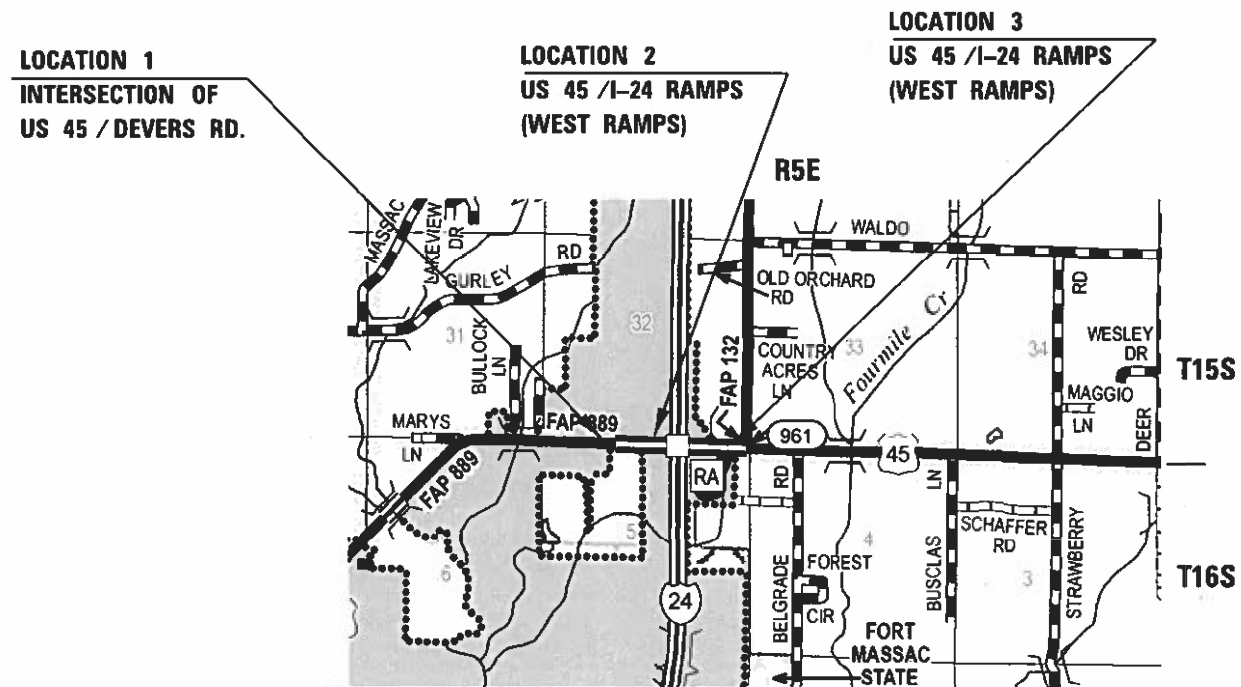 LOCATION 1
INTERSECTION OF
US 45 / DEVERS RD.
LOCATION 2
US 45 /I-24 RAMPS
(WEST RAMPS)
LOCATION 3
US 45 /I-24 RAMPS
(WEST RAMPS)
R5E
MASSAC
LAKEVIEW
DR
GURLEY
RD
31
32
BULLOCK
LN
MARYS
LN
FAP 889
FAP 889
WALDO
OLD ORCHARD
RD
FAP 132
COUNTRY
ACRES
LN
33
Fourmile Cr
34
RD
WESLEY
DR
MAGGIO
LN
DEER
T15S
961
45
RA
RD
LN
SCHAFFER
RD
5
6
4
3
24
BELGRADE
FOREST
CIR
BUSCLAS
STRAWBERRY
T16S
FORT
MASSAC
STATE